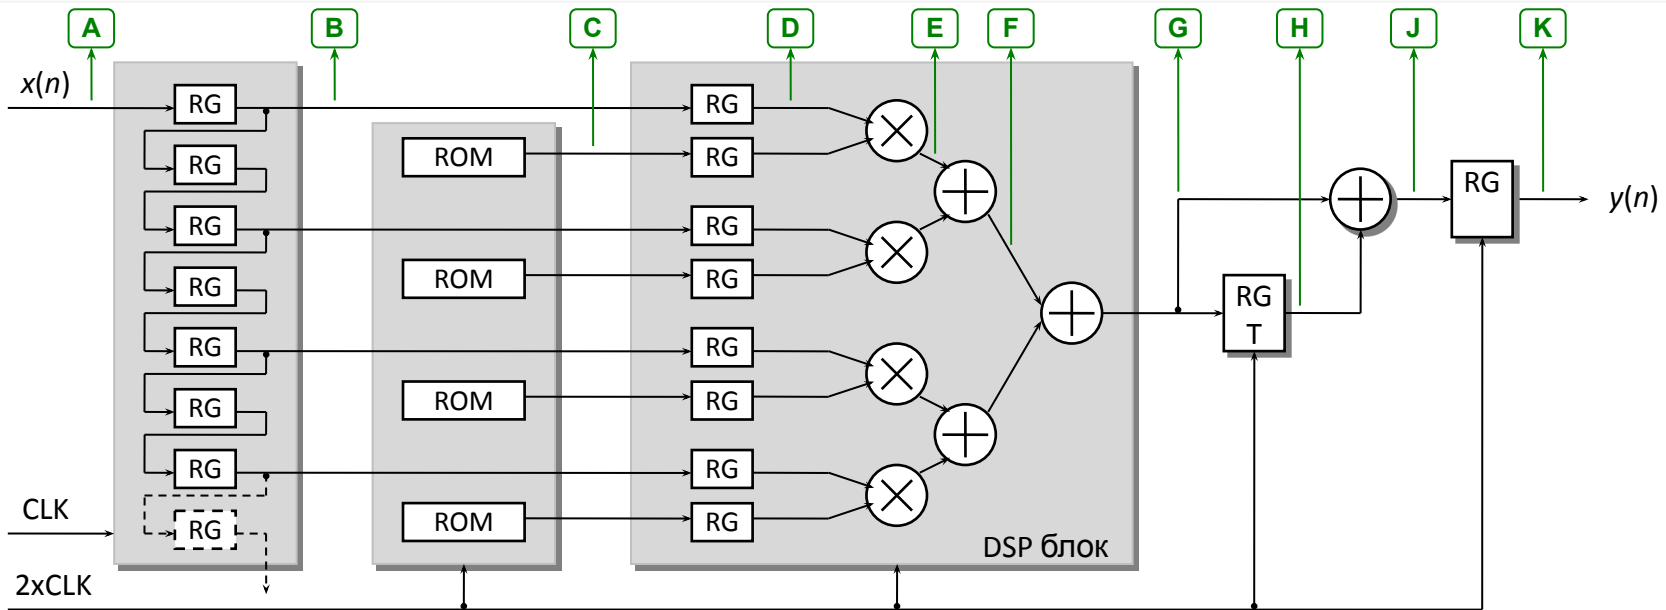 A B C D E F G H J K
x(n) RG RG
RG ROM RG
RG RG RG y(n)
RG ROM RG
RG RG
T
RG RG
RG ROM RG
RG RG
CLK RG ROM RG
DSP блок
2xCLK